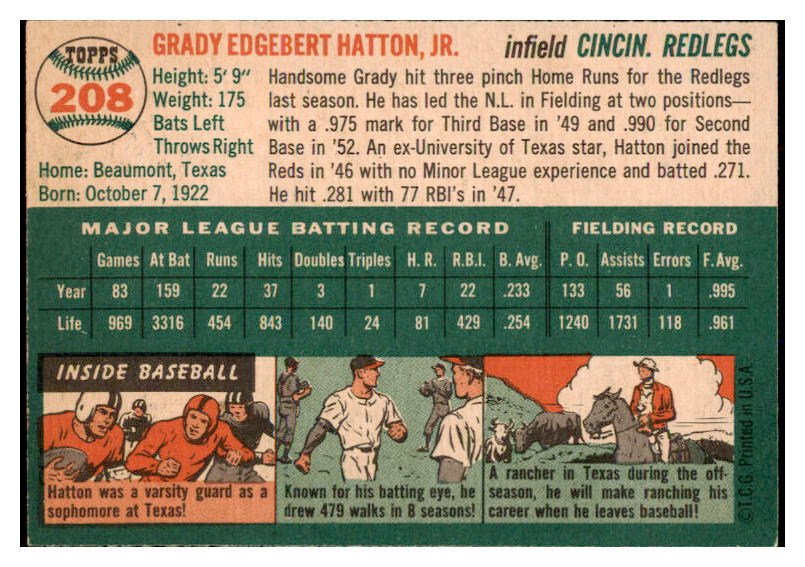 TOPPS
208
GRADY EDGEBERT HATTON, JR. infield CINCIN. REDLEGS
Height: 5' 9"
Weight: 175
Bats Left
Throws Right
Home: Beaumont, Texas
Born: October 7, 1922
Handsome Grady hit three pinch Home Runs for the Redlegs
last season. He has led the N.L. in Fielding at two positions—
with a .975 mark for Third Base in '49 and .990 for Second
Base in '52. An ex-University of Texas star, Hatton joined the
Reds in '46 with no Minor League experience and batted .271.
He hit .281 with 77 RBI's in '47.
MAJOR LEAGUE BATTING RECORD FIELDING RECORD
Games At Bat Runs Hits Doubles Triples H. R. R.B.I. B. Avg. P. O. Assists Errors F. Avg.
Year 83 159 22 37 3 1 7 22 .233 133 56 1 .995
Life 969 3316 454 843 140 24 81 429 .254 1240 1731 118 .961
INSIDE BASEBALL
Hatton was a varsity guard as a
sophomore at Texas!
Known for his batting eye, he
drew 479 walks in 8 seasons!
A rancher in Texas during the off-
season, he will make ranching his
career when he leaves baseball!
©T.C.G. Printed in U.S.A.